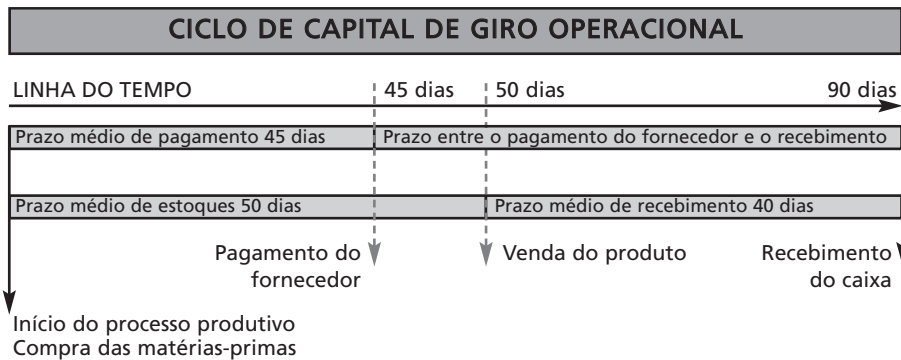 CICLO DE CAPITAL DE GIRO OPERACIONAL
LINHA DO TEMPO 45 dias 50 dias 90 dias
Prazo médio de pagamento 45 dias Prazo entre o pagamento do fornecedor e o recebimento
Prazo médio de estoques 50 dias Prazo médio de recebimento 40 dias
Pagamento do
fornecedor
Venda do produto
Recebimento
do caixa
Início do processo produtivo
Compra das matérias-primas